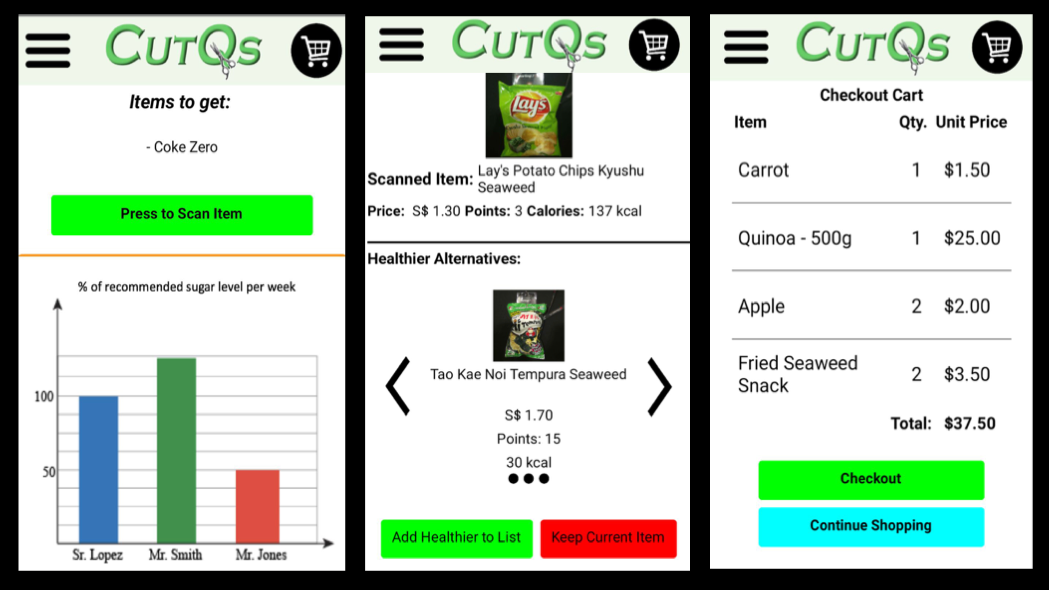 CutQs
Items to get:
- Coke Zero
Press to Scan Item
% of recommended sugar level per week
100
50
Sr. Lopez Mr. Smith Mr. Jones
CutQs
Lay's
Scanned Item: Lay's Potato Chips Kyushu
Seaweed
Price: S$ 1.30 Points: 3 Calories: 137 kcal
Healthier Alternatives:
Tao Kae Noi Tempura Seaweed
S$ 1.70
Points: 15
30 kcal
Add Healthier to List Keep Current Item
CutQs
Checkout Cart
Item Qty. Unit Price
Carrot 1 $1.50
Quinoa - 500g 1 $25.00
Apple 2 $2.00
Fried Seaweed
Snack 2 $3.50
Total: $37.50
Checkout
Continue Shopping